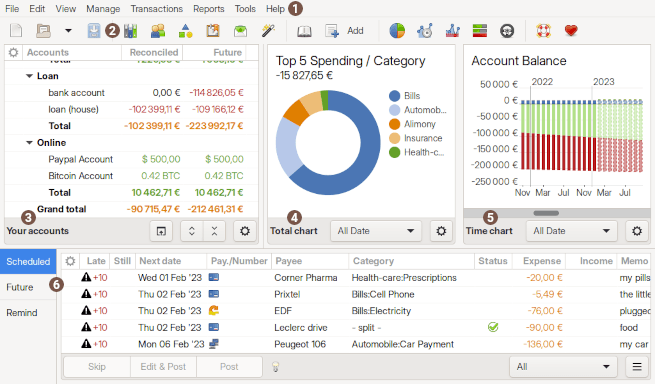 File Edit View Manage Transactions Reports Tools Help 1
2 Add
Accounts Reconciled Future
Loan
bank account 0,00 € -114 826,05 €
loan (house) -102 399,11 € -109 166,12 €
Total -102 399,11 € -223 992,17 €
Online
Paypal Account $ 500,00 $ 500,00
Bitcoin Account 0.42 BTC 0.42 BTC
Total 10 462,71 € 10 462,71 €
Grand total -90 715,47 € -212 461,31 €
3
Your accounts
Top 5 Spending / Category
-15 827,65 €
Bills
Automob...
Alimony
Insurance
Health-c...
4
Total chart All Date
Account Balance
2022 2023
50 000 €
0 €
-50 000 €
-100 000 €
-150 000 €
-200 000 €
-250 000 €
Nov Mar Jul Nov Mar Jul
5
Time chart All Date
Scheduled
6
Future
Remind
Late Still Next date Pay./Number Payee Category Status Expense Income Memo
+10 Wed 01 Feb '23 Corner Pharma Health-care:Prescriptions -20,00 € my pills
+10 Thu 02 Feb '23 Prixtel Bills:Cell Phone -5,49 € the little
+10 Thu 02 Feb '23 EDF Bills:Electricity -76,00 € plugged
+10 Thu 02 Feb '23 Leclerc drive - split - -90,00 € food
+10 Mon 06 Feb '23 Peugeot 106 Automobile:Car Payment -136,00 € my car
Skip Edit & Post Post All